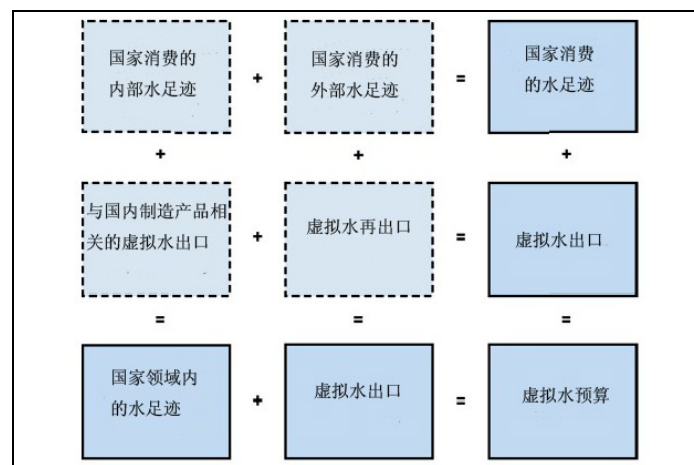 国家消费的
内部水足迹
+
国家消费的
外部水足迹
=
国家消费
的水足迹
+
+
+
与国内制造产品相
关的虚拟水出口
+
虚拟水再出口
=
虚拟水出口
=
=
=
国家领域内
的水足迹
+
虚拟水出口
=
虚拟水预算